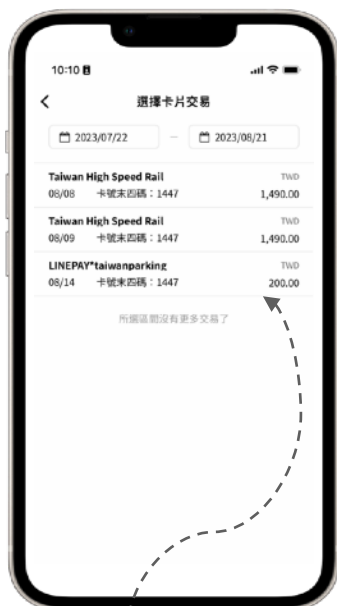 10:10
選擇卡片交易
2023/07/22 – 2023/08/21
Taiwan High Speed Rail TWD
08/08 卡號末四碼：1447 1,490.00
Taiwan High Speed Rail TWD
08/09 卡號末四碼：1447 1,490.00
LINEPAY*taiwanparking TWD
08/14 卡號末四碼：1447 200.00
所選區間沒有更多交易了